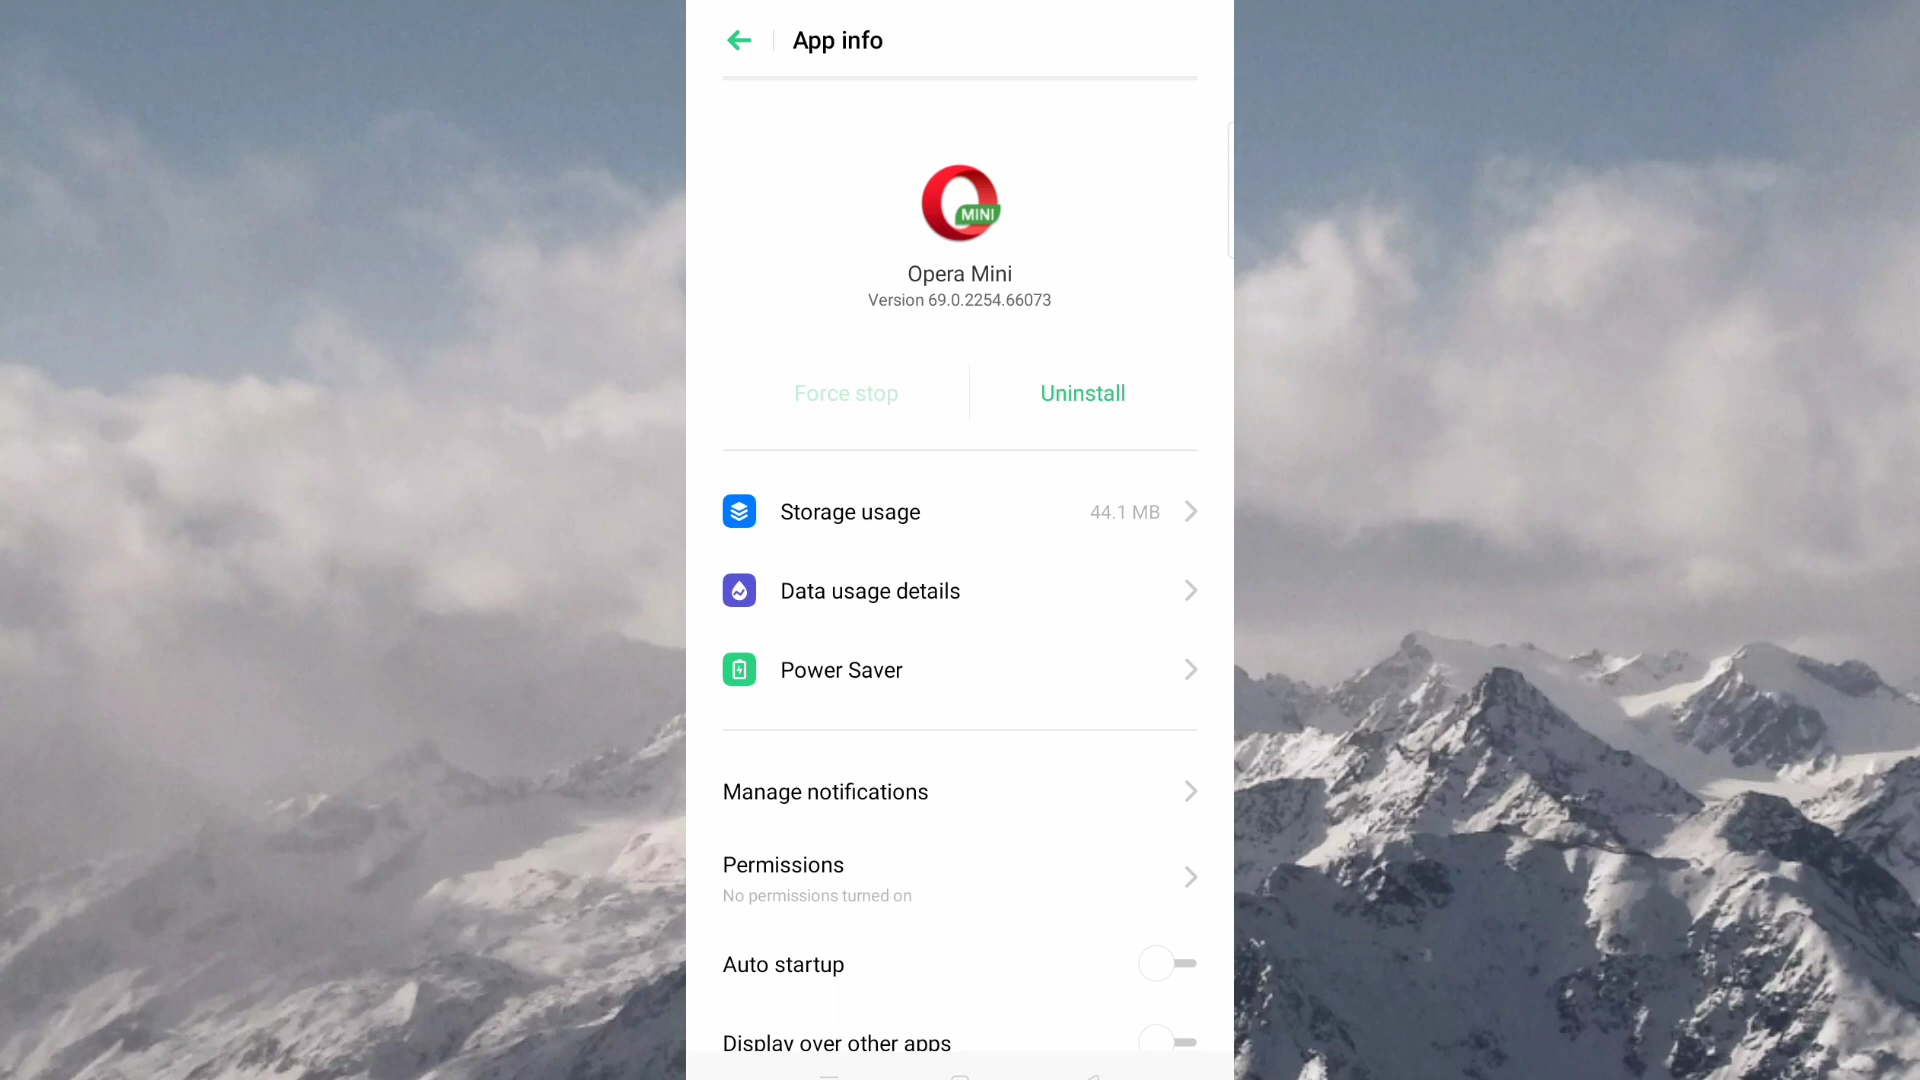 App info
MINI
Opera Mini
Version 69.0.2254.66073
Force stop
Uninstall
Storage usage
44.1 MB
Data usage details
Power Saver
Manage notifications
Permissions
No permissions turned on
Auto startup
Display over other apps